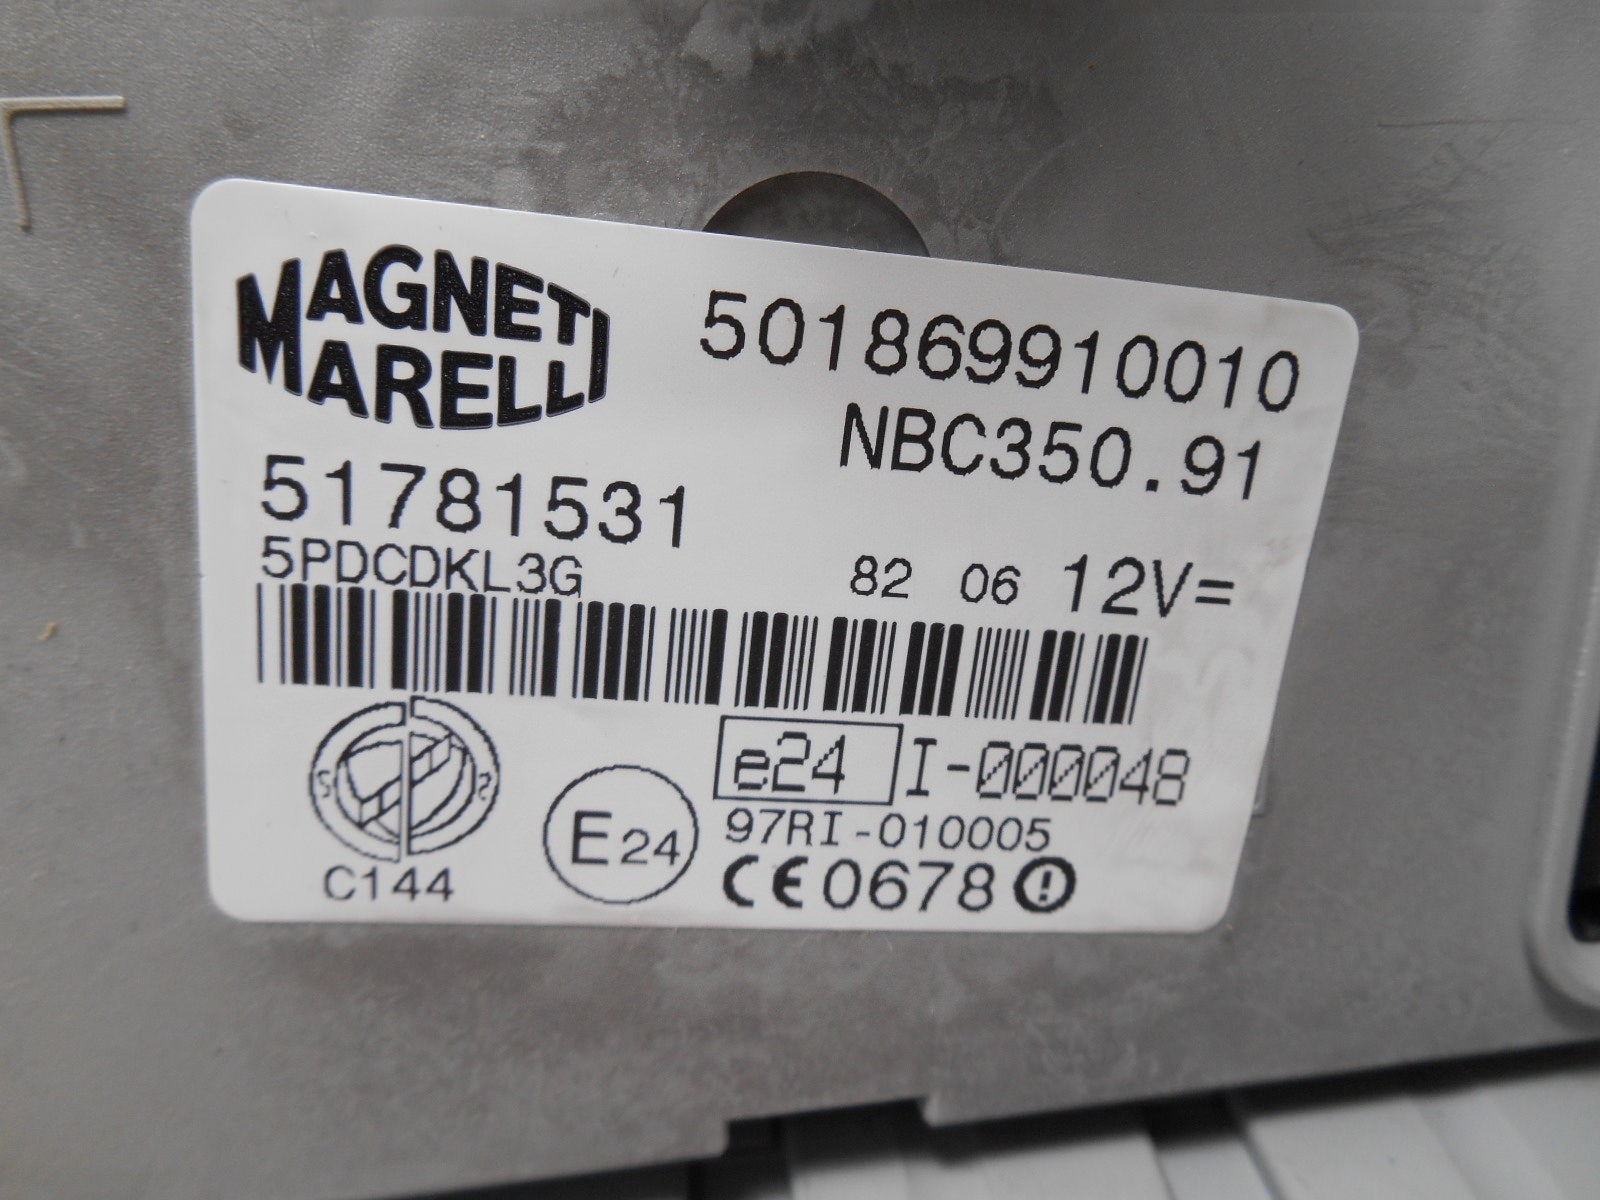 MAGNETI
MARELLI
501869910010
NBC350.91
51781531
5PDCDKL3G
82 06 12V=
e24 I-000048
97RI-010005
E24
CE0678
C144